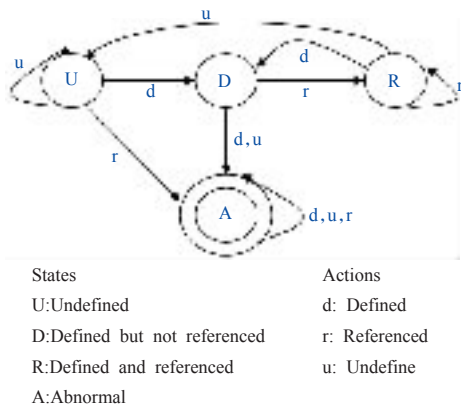 u
u
U
d
D
d
r
R
r
r
d,u
A
d,u,r
States
Actions
U:Undefined
d: Defined
D:Defined but not referenced
r: Referenced
R:Defined and referenced
u: Undefine
A:Abnormal